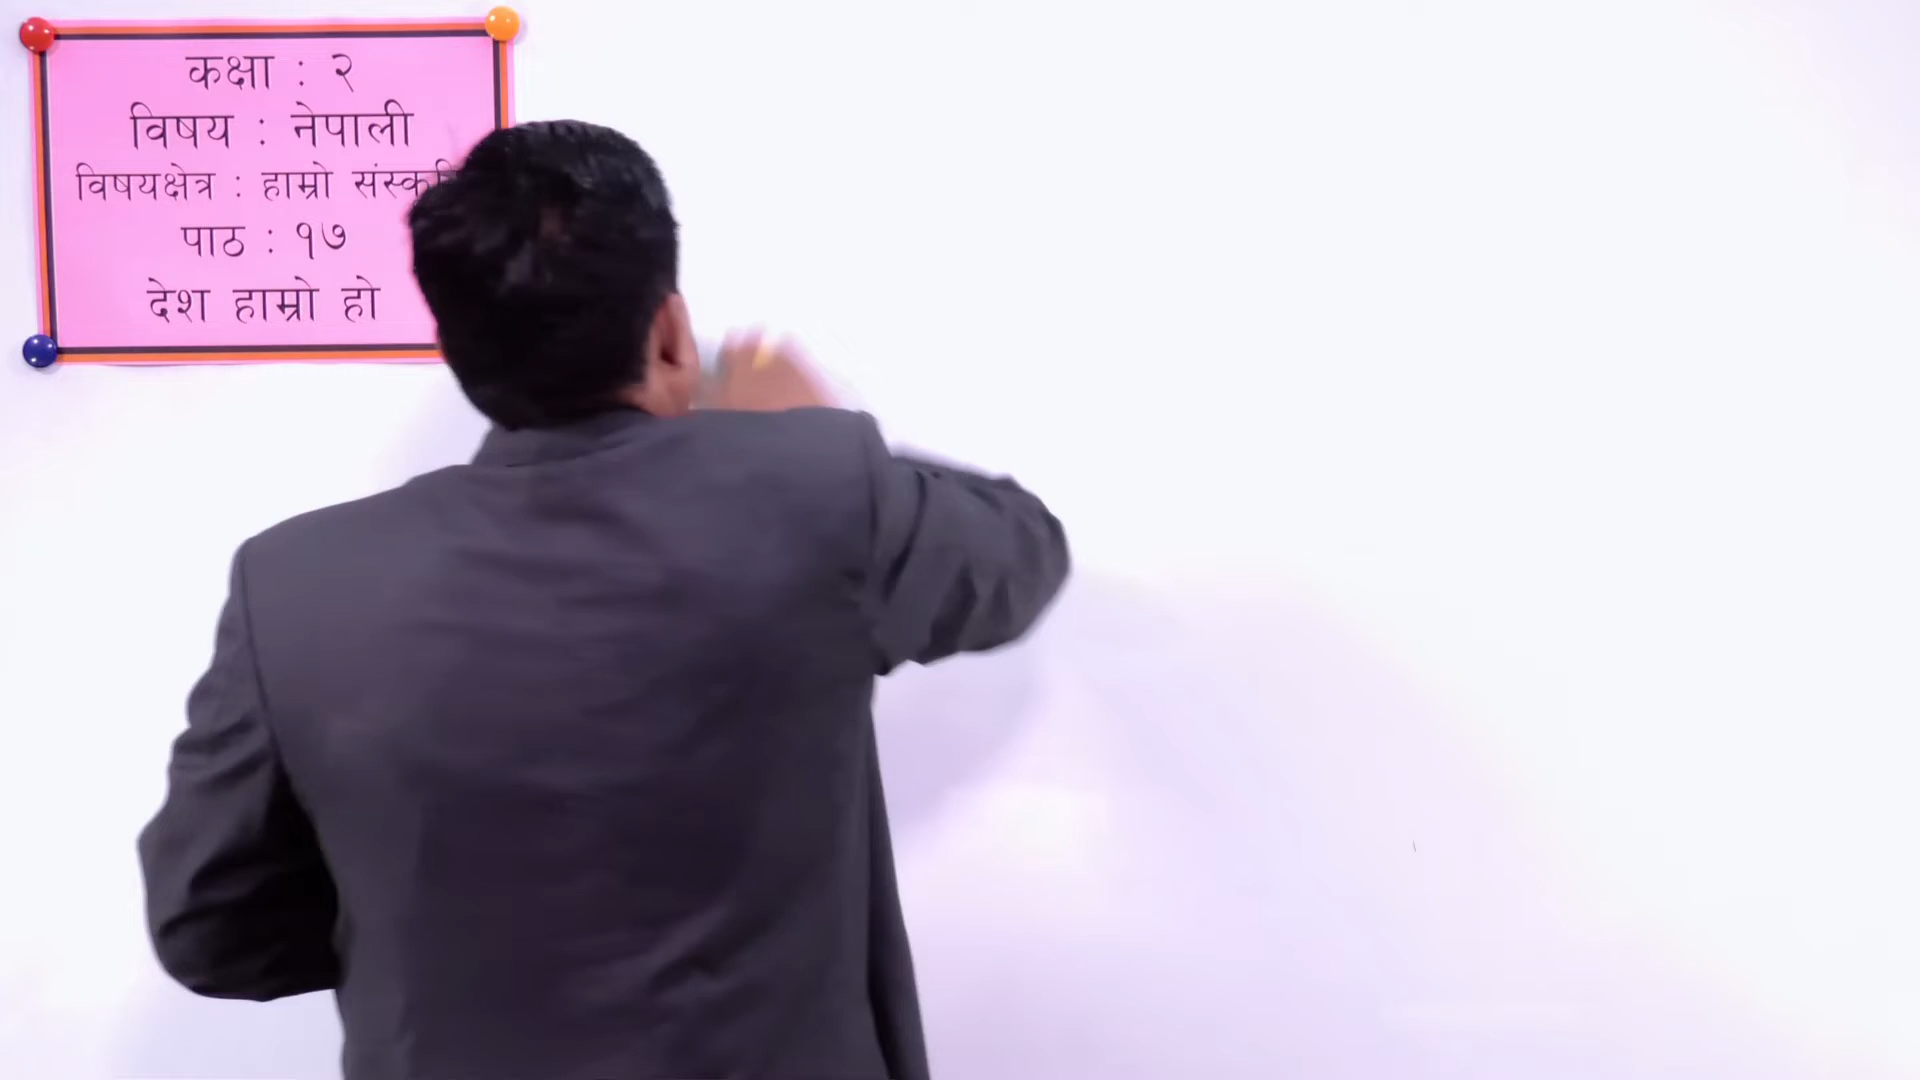 कक्षा : २
विषय : नेपाली
विषयक्षेत्र : हाम्रो
पाठ : १७
देश हाम्रो हो